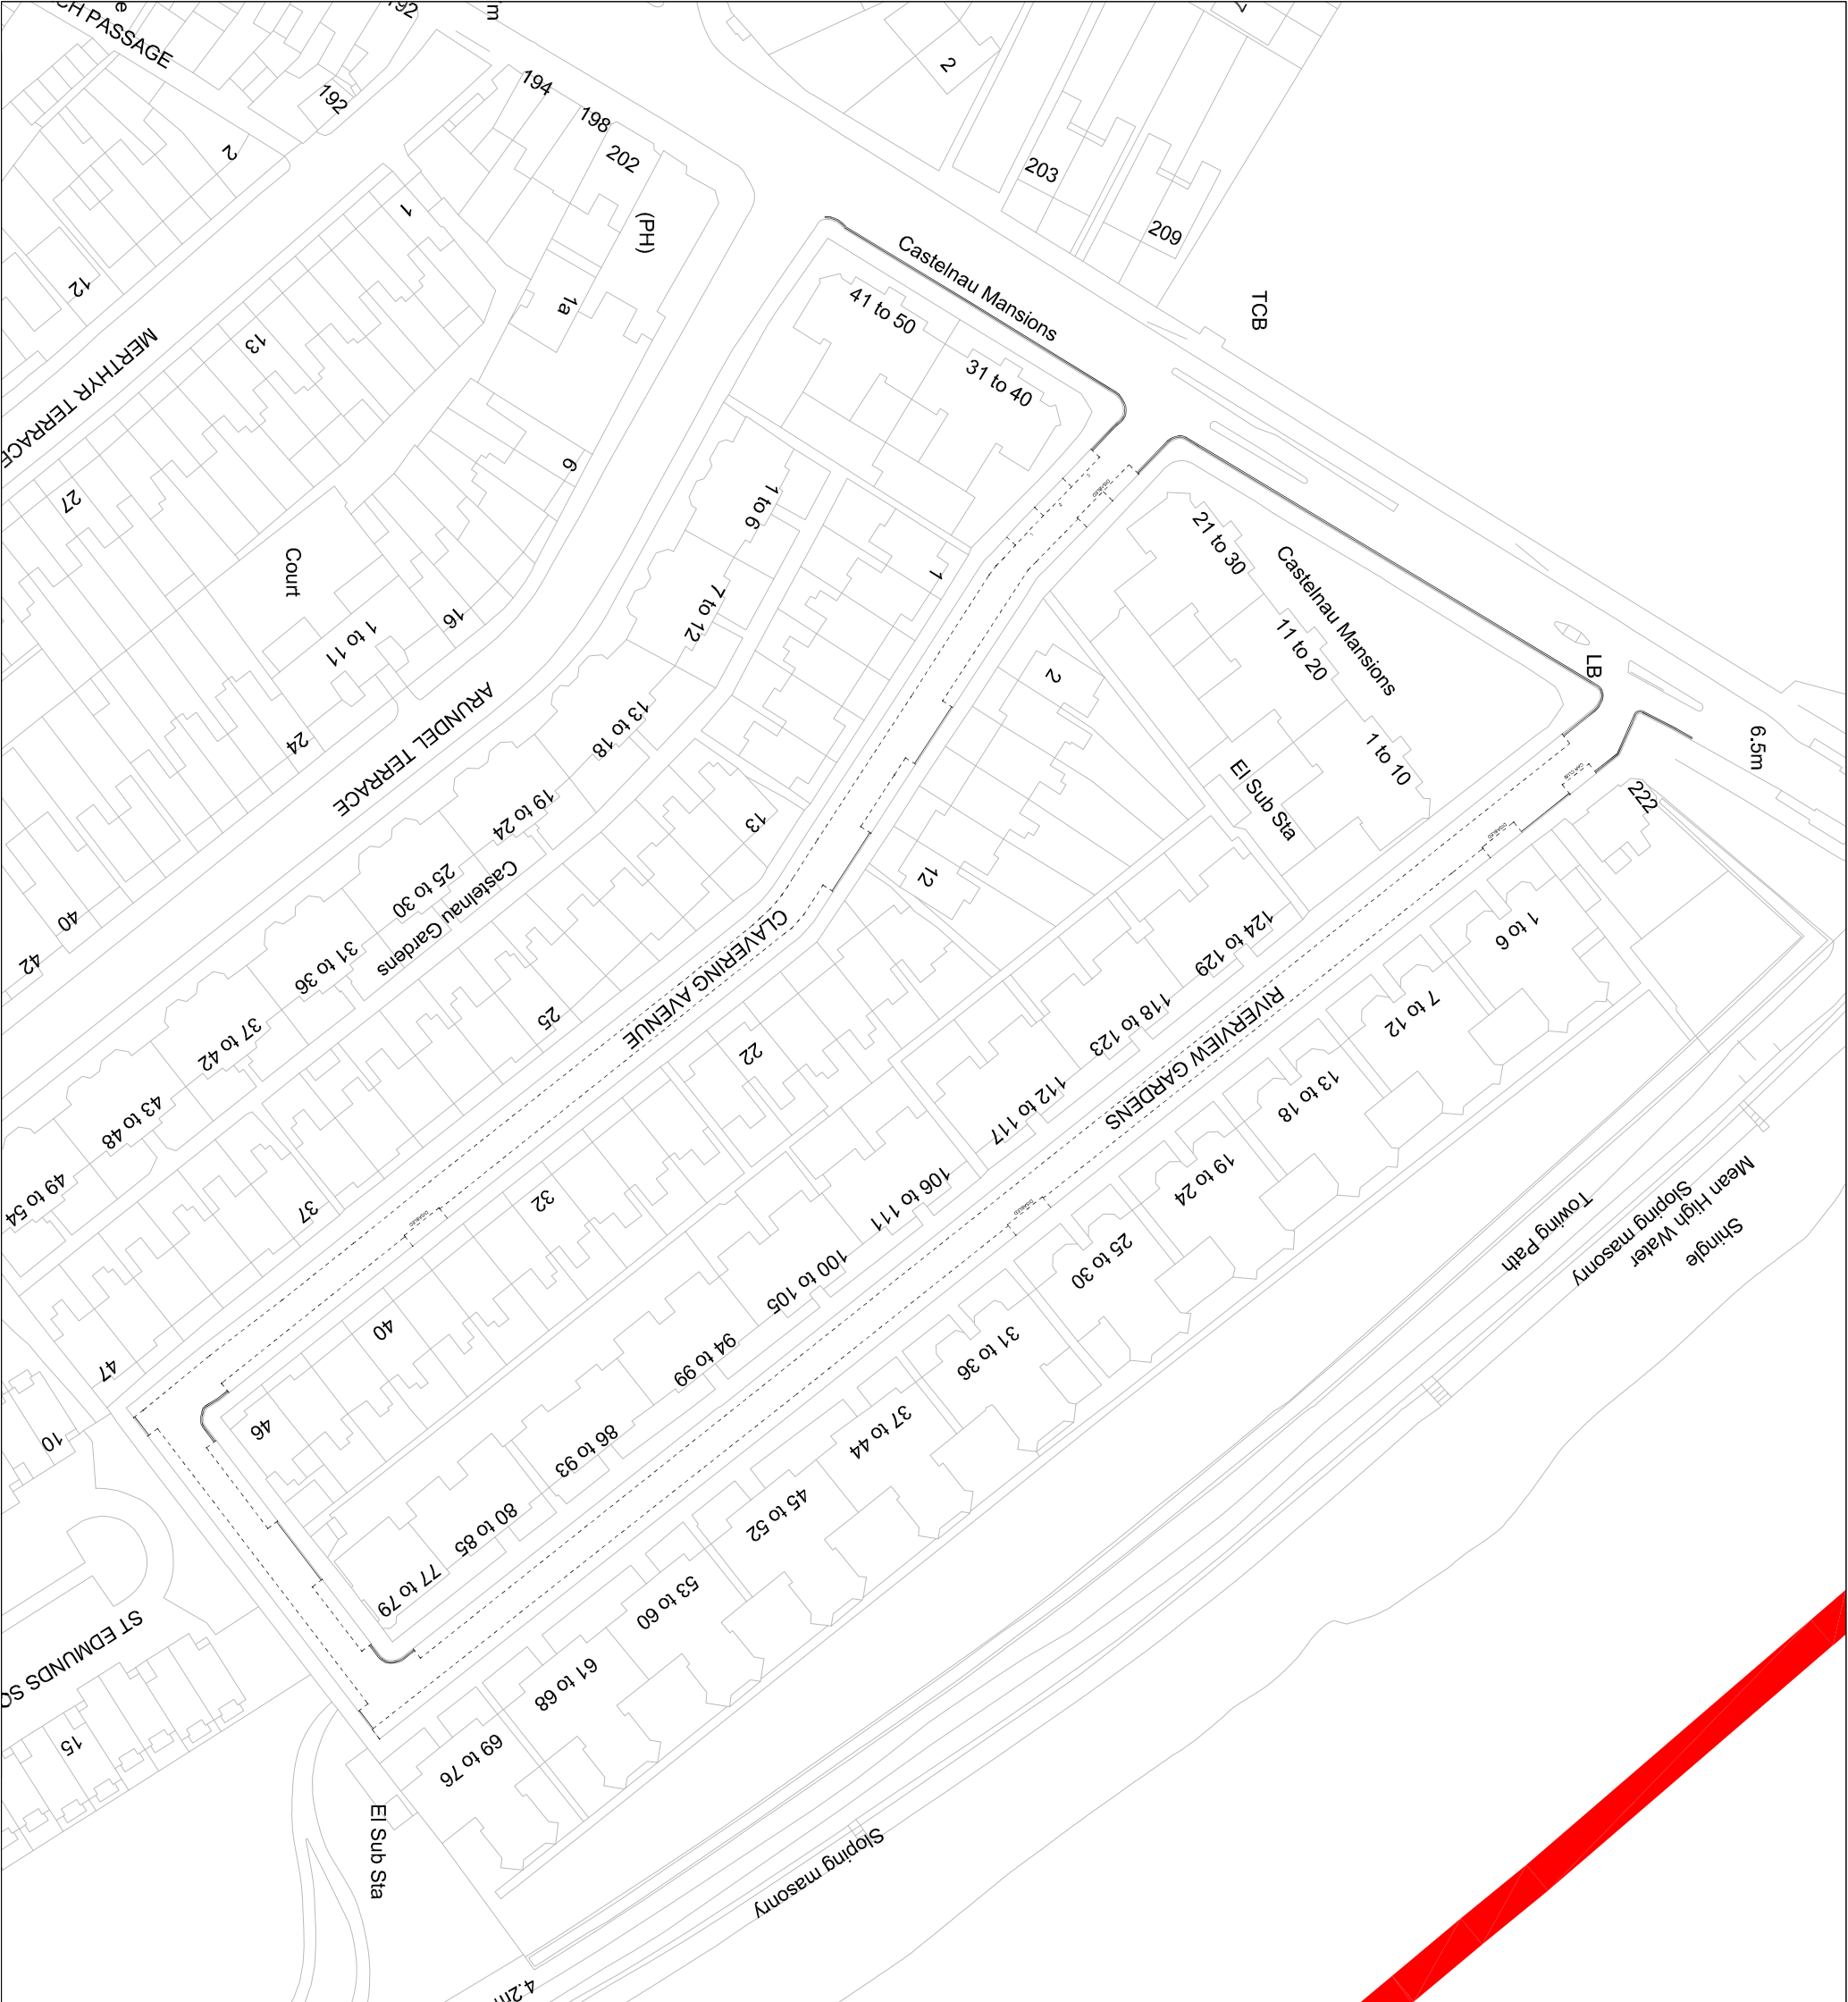 CH PASSAGE
e
192
m
2
7
192
194
198
202
(PH)
2
1
12
13
1a
203
209
TCB
MERTHYR TERRACE
27
6
Castelnau Mansions
41 to 50
31 to 40
Court
1 to 11
16
24
ARUNDEL TERRACE
40
42
1 to 6
7 to 12
13 to 18
19 to 24
25 to 30
Castelnau Gardens
31 to 36
37 to 42
43 to 48
49 to 54
1
13
25
37
47
CLAVERING AVENUE
2
12
22
32
40
46
21 to 30
Castelnau Mansions
11 to 20
1 to 10
El Sub Sta
LB
6.5m
222
124 to 129
118 to 123
112 to 117
106 to 111
100 to 105
94 to 99
86 to 93
80 to 85
77 to 79
RIVERVIEW GARDENS
DISABLED
DISABLED
DISABLED
DISABLED
1 to 6
7 to 12
13 to 18
19 to 24
25 to 30
31 to 36
37 to 44
45 to 52
53 to 60
61 to 68
69 to 76
Towing Path
Sloping masonry
Mean High Water
Shingle
10
ST EDMUNDS SQ
15
El Sub Sta
Sloping masonry
4.2m